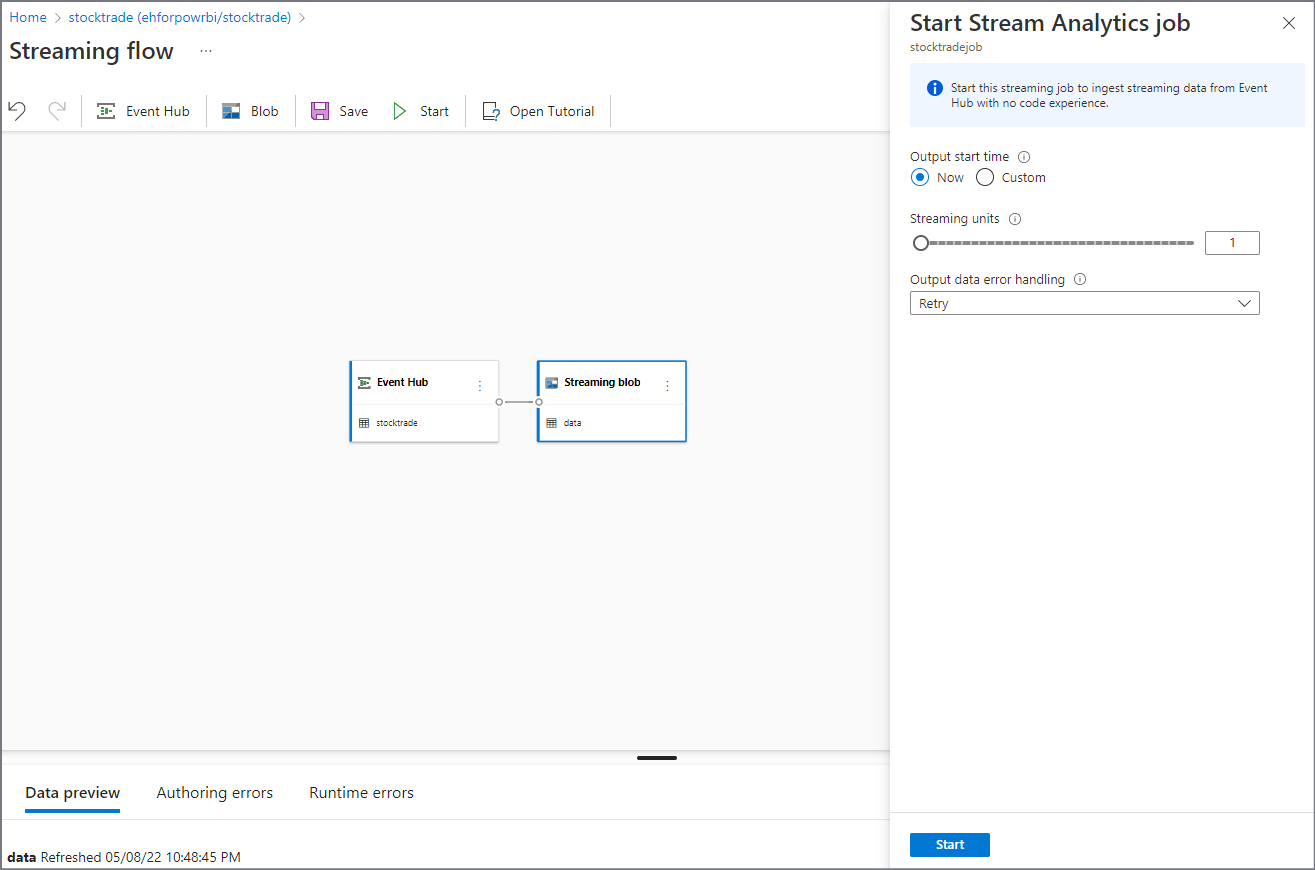 Home > stocktrade (ehforpowrbi/stocktrade) >
Streaming flow ...
Event Hub Blob Save Start Open Tutorial
Event Hub
stocktrade
Streaming blob
data
Data preview Authoring errors Runtime errors
data Refreshed 05/08/22 10:48:45 PM
Start Stream Analytics job
stocktradejob
Start this streaming job to ingest streaming data from Event
Hub with no code experience.
Output start time
Now Custom
Streaming units
1
Output data error handling
Retry
Start